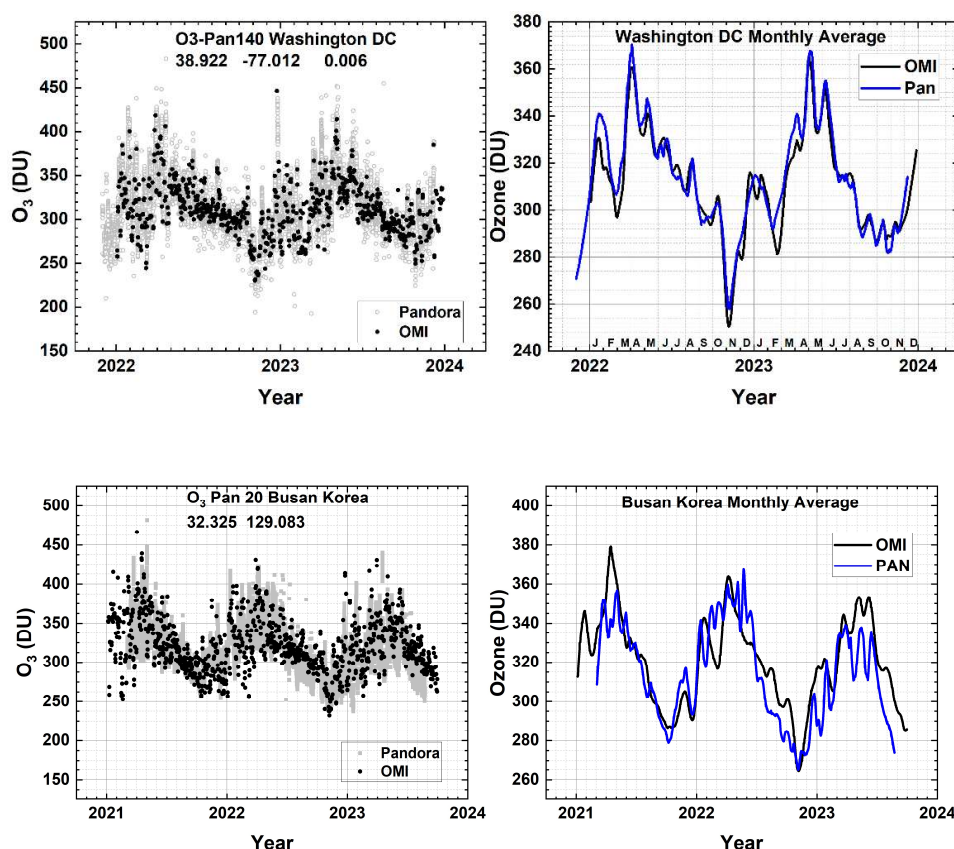 O3-Pan140 Washington DC
38.922 -77.012 0.006
500
450
400
350
300
250
200
150
O₃ (DU)
Pandora
OMI
2022 2023 2024
Year
Washington DC Monthly Average
OMI
Pan
380
360
340
320
300
280
260
240
Ozone (DU)
J F M A M J J A S O N D J F M A M J J A S O N D
2022 2023 2024
Year
O₃ Pan 20 Busan Korea
32.325 129.083
500
450
400
350
300
250
200
150
O₃ (DU)
Pandora
OMI
2021 2022 2023 2024
Year
Busan Korea Monthly Average
OMI
PAN
400
380
360
340
320
300
280
260
Ozone (DU)
2021 2022 2023 2024
Year